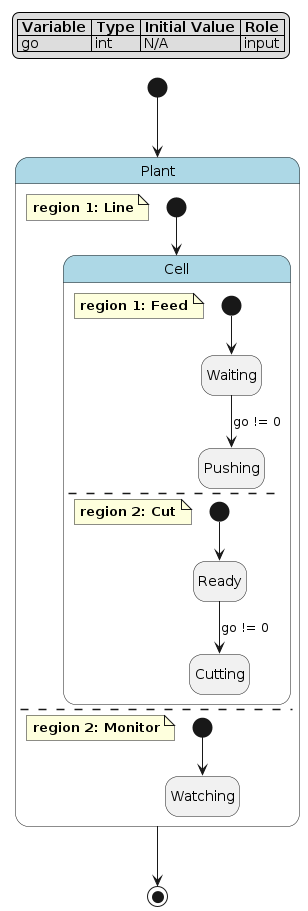 Variable Type Initial Value Role
go int N/A input
Plant
region 1: Line
Cell
region 1: Feed
Waiting
go != 0
Pushing
region 2: Cut
Ready
go != 0
Cutting
region 2: Monitor
Watching